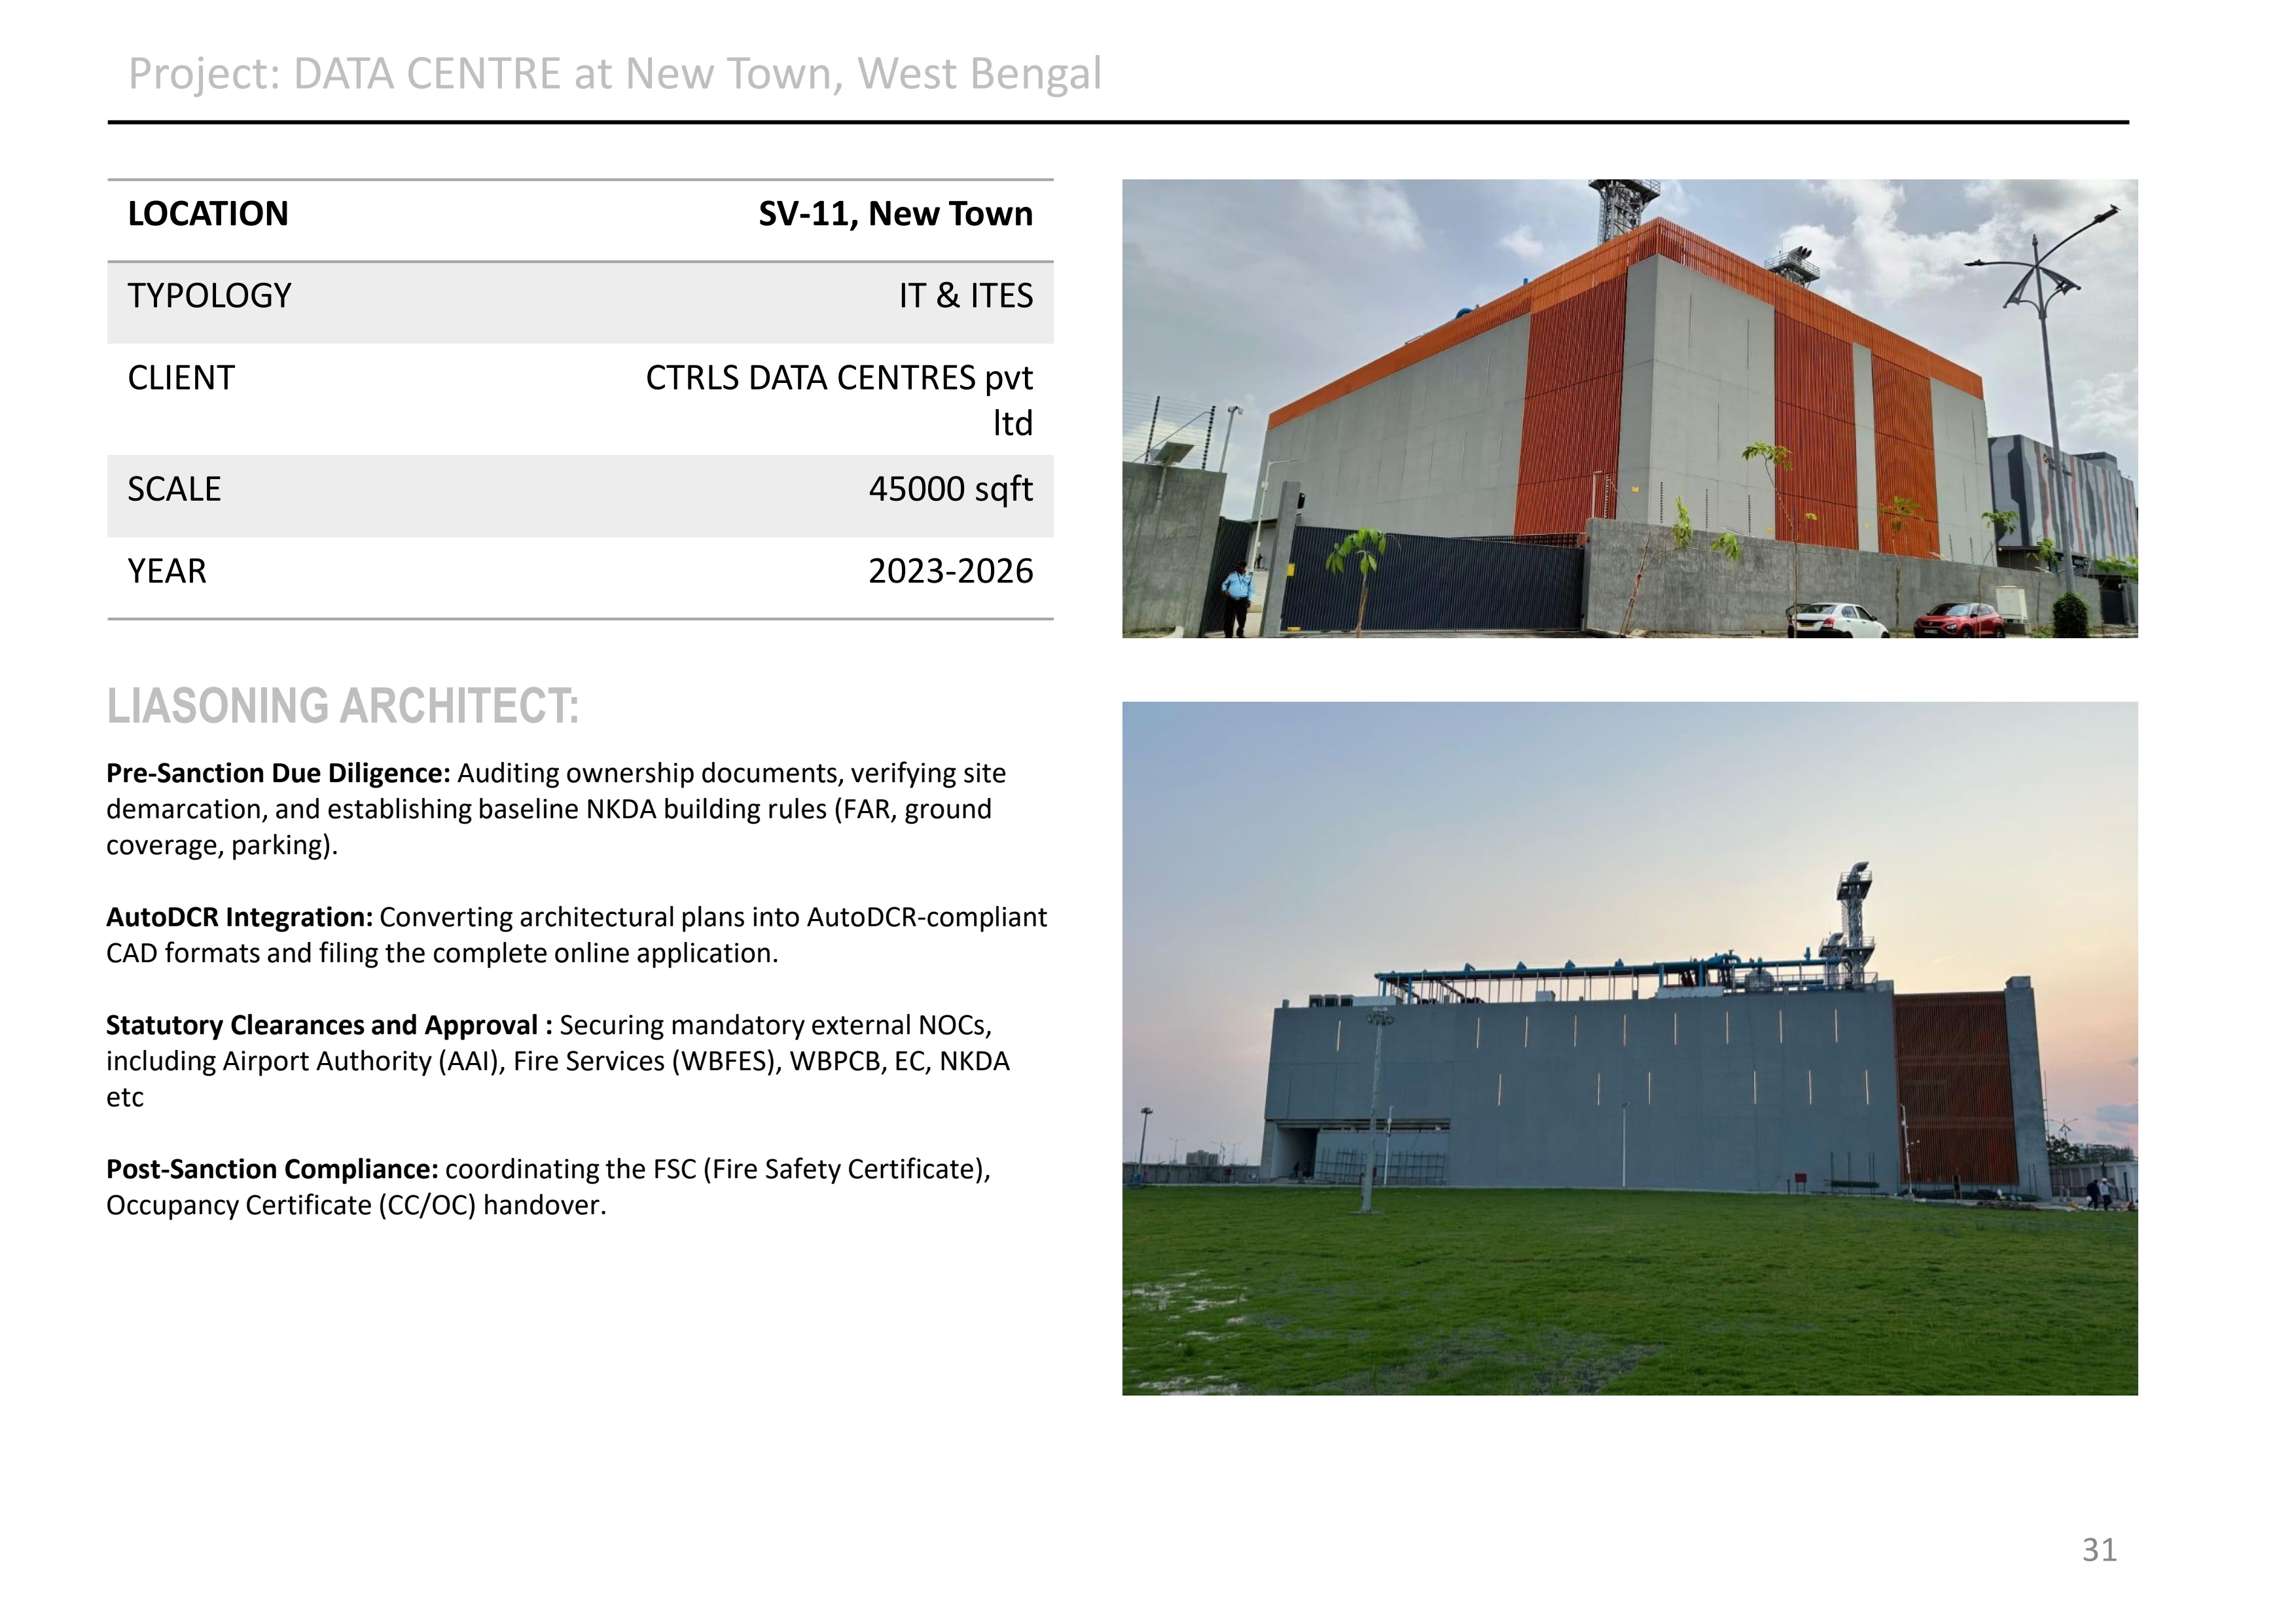 Project: DATA CENTRE at New Town, West Bengal
LOCATION SV-11, New Town
TYPOLOGY IT & ITES
CLIENT CTRLS DATA CENTRES pvt
ltd
SCALE 45000 sqft
YEAR 2023-2026
LIASONING ARCHITECT:
Pre-Sanction Due Diligence: Auditing ownership documents, verifying site
demarcation, and establishing baseline NKDA building rules (FAR, ground
coverage, parking).
AutoDCR Integration: Converting architectural plans into AutoDCR-compliant
CAD formats and filing the complete online application.
Statutory Clearances and Approval : Securing mandatory external NOCs,
including Airport Authority (AAI), Fire Services (WBFES), WBPCB, EC, NKDA
etc
Post-Sanction Compliance: coordinating the FSC (Fire Safety Certificate),
Occupancy Certificate (CC/OC) handover.
31